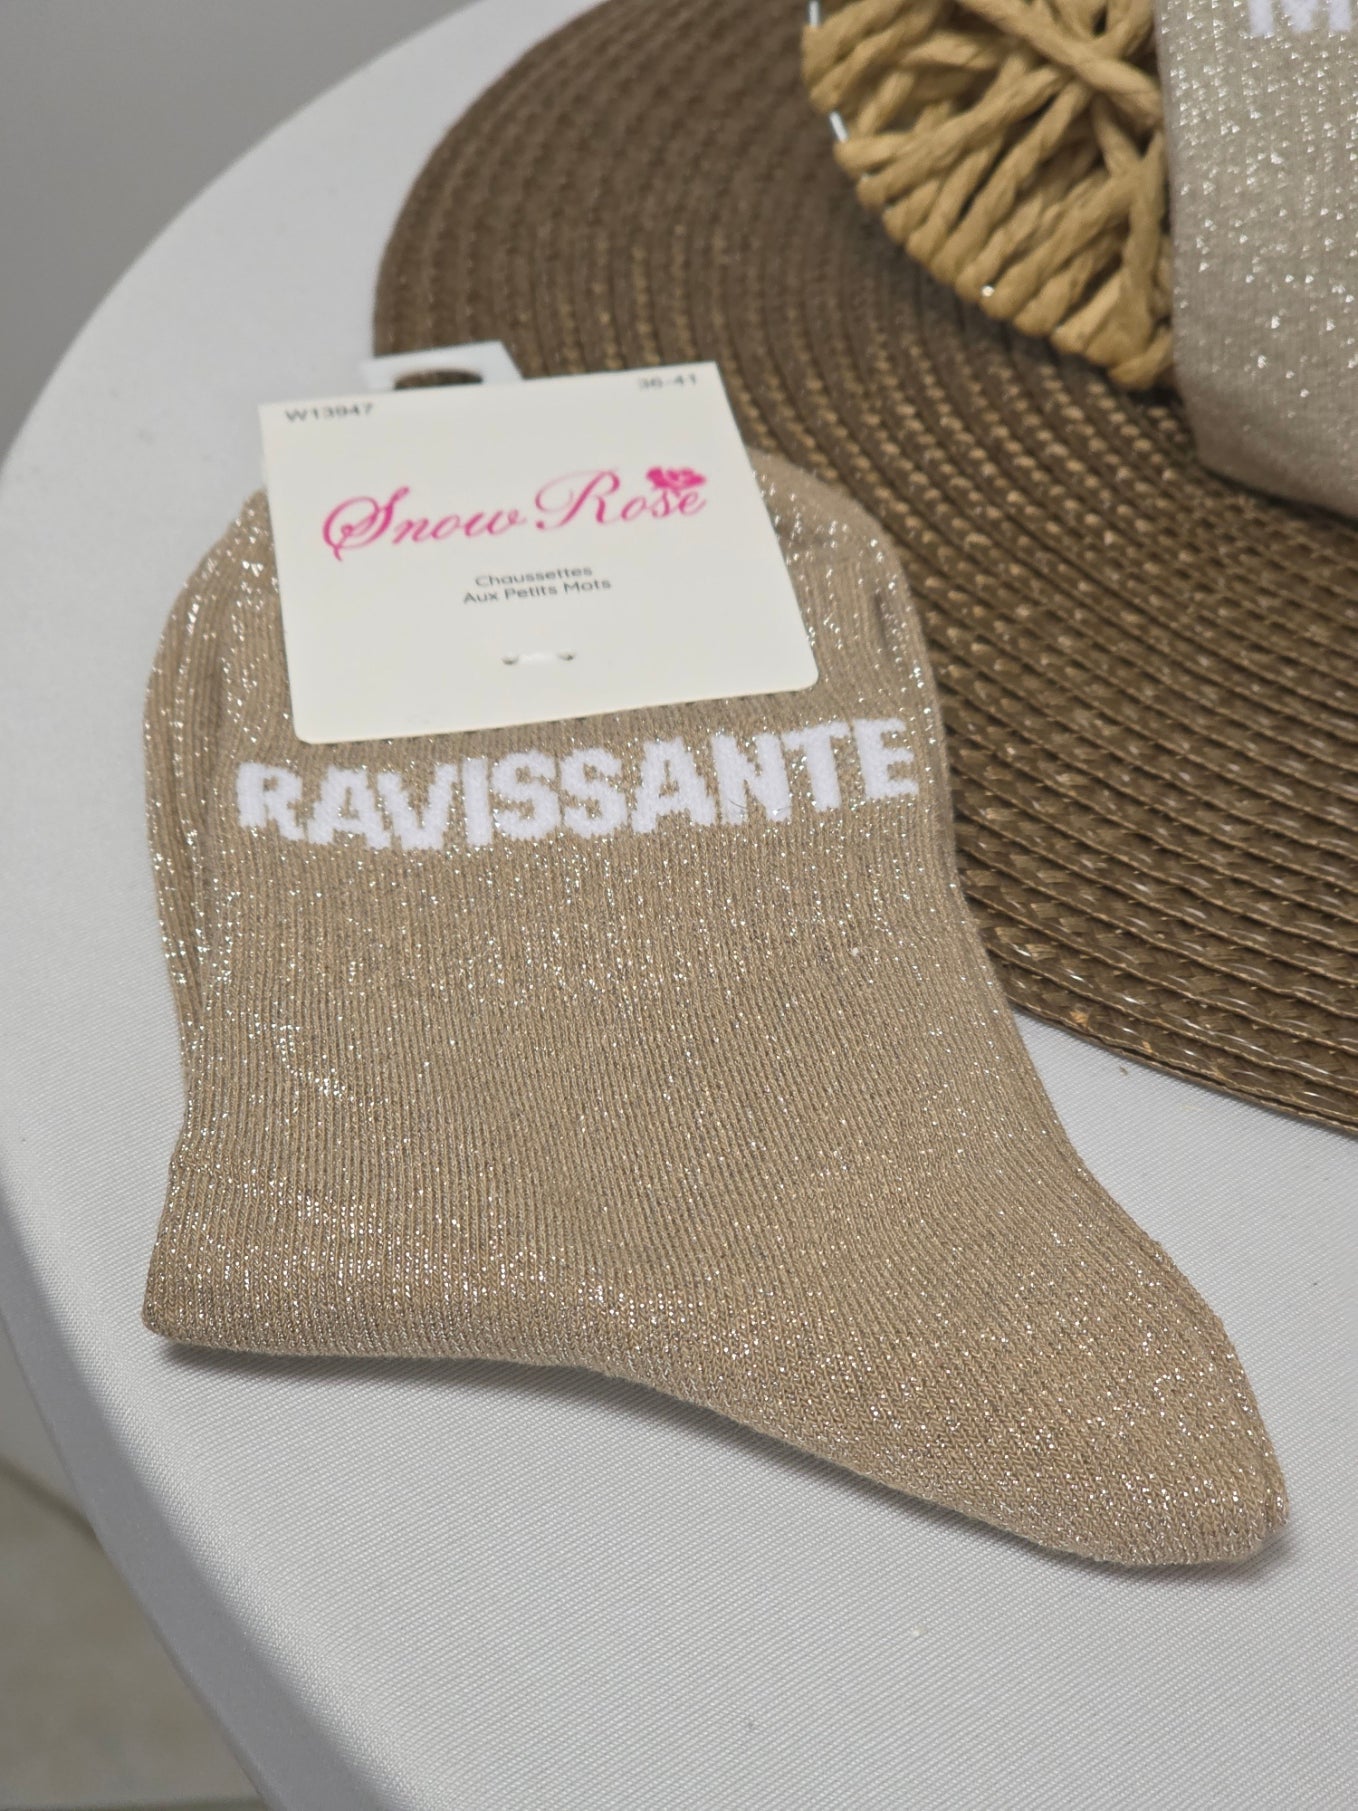 W13947 36-41
Snow Rose
Chaussettes
Aux Petits Mots
RAVISSANTE